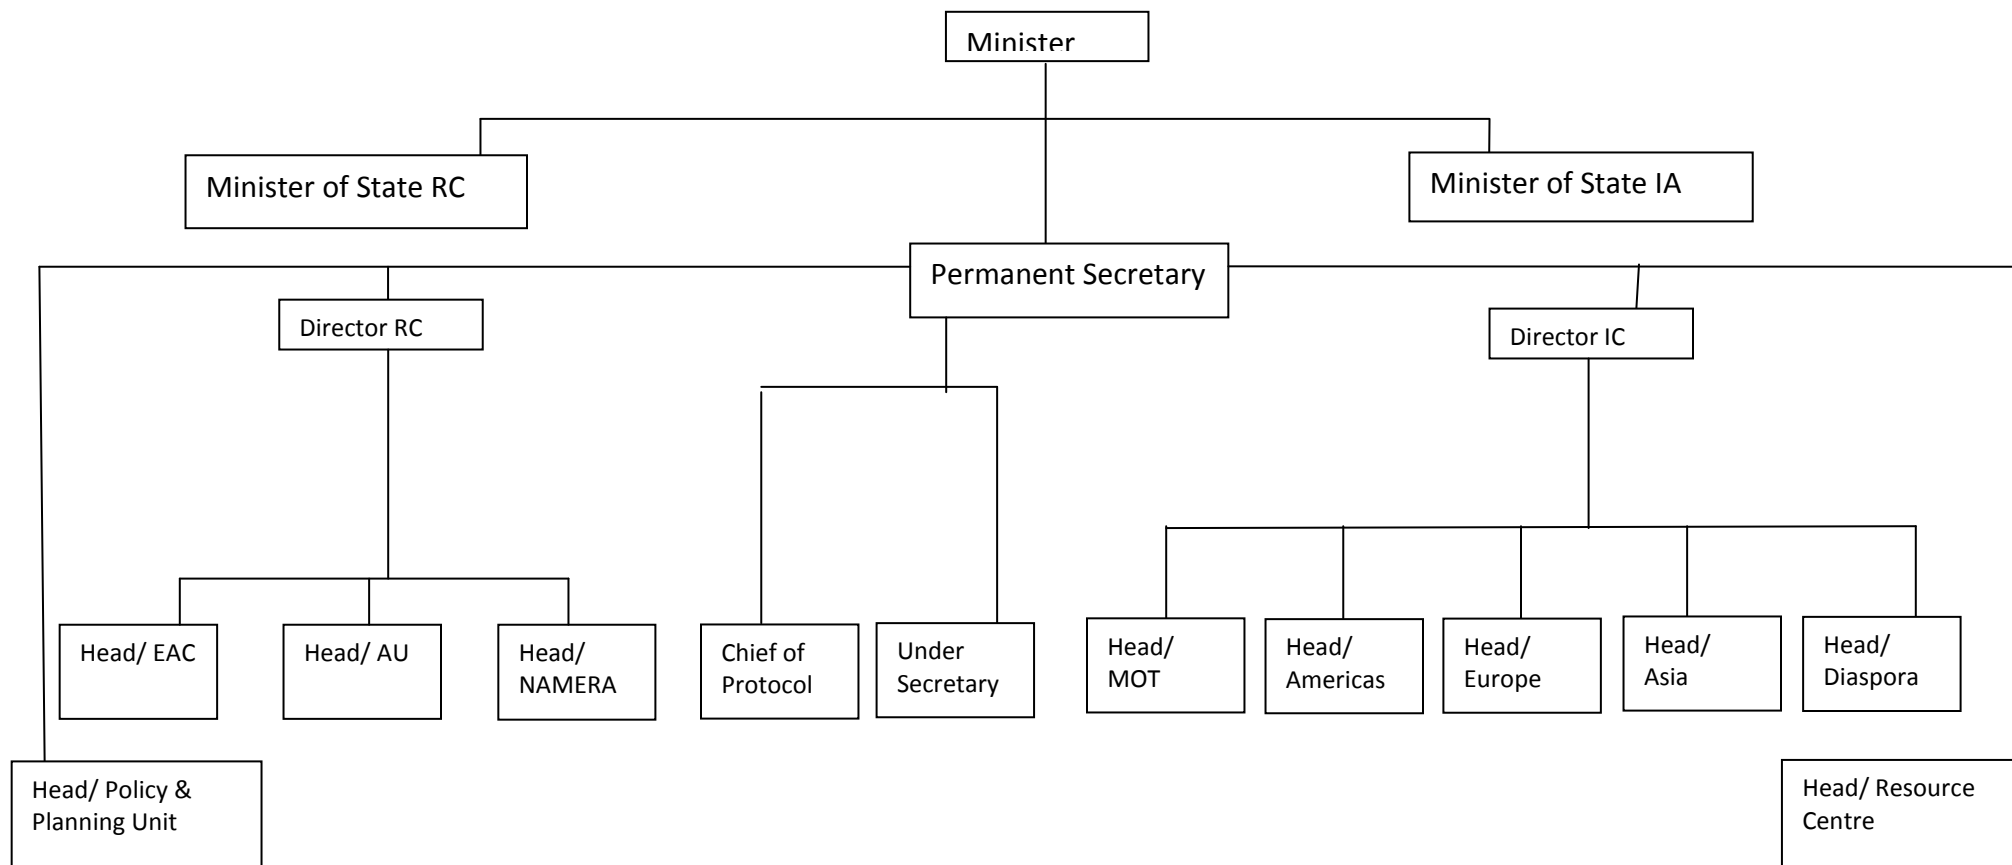 Minister
Minister of State RC
Minister of State IA
Permanent Secretary
Director RC
Director IC
Head/ EAC
Head/ AU
Head/
NAMERA
Chief of
Protocol
Under
Secretary
Head/
MOT
Head/
Americas
Head/
Europe
Head/
Asia
Head/
Diaspora
Head/ Policy &
Planning Unit
Head/ Resource
Centre